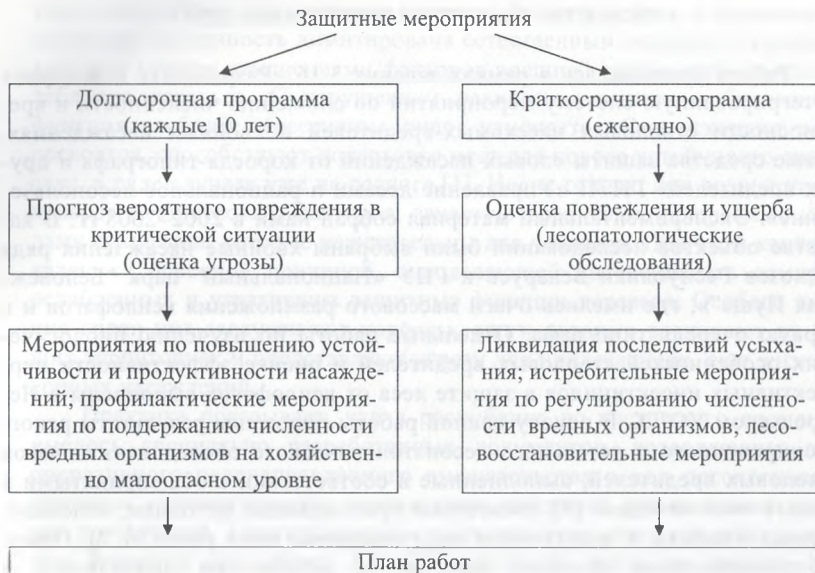 Защитные мероприятия
Долгосрочная программа
(каждые 10 лет)
Краткосрочная программа
(ежегодно)
Прогноз вероятного повреждения в
критической ситуации
(оценка угрозы)
Оценка повреждения и ущерба
(лесопатологические
обследования)
Мероприятия по повышению устой-
чивости и продуктивности насажде-
ний; профилактические мероприя-
тия по поддержанию численности
вредных организмов на хозяйствен-
но малоопасном уровне
Ликвидация последствий усыха-
ния; истребительные мероприя-
тия по регулированию численно-
сти вредных организмов; лесо-
восстановительные мероприятия
План работ